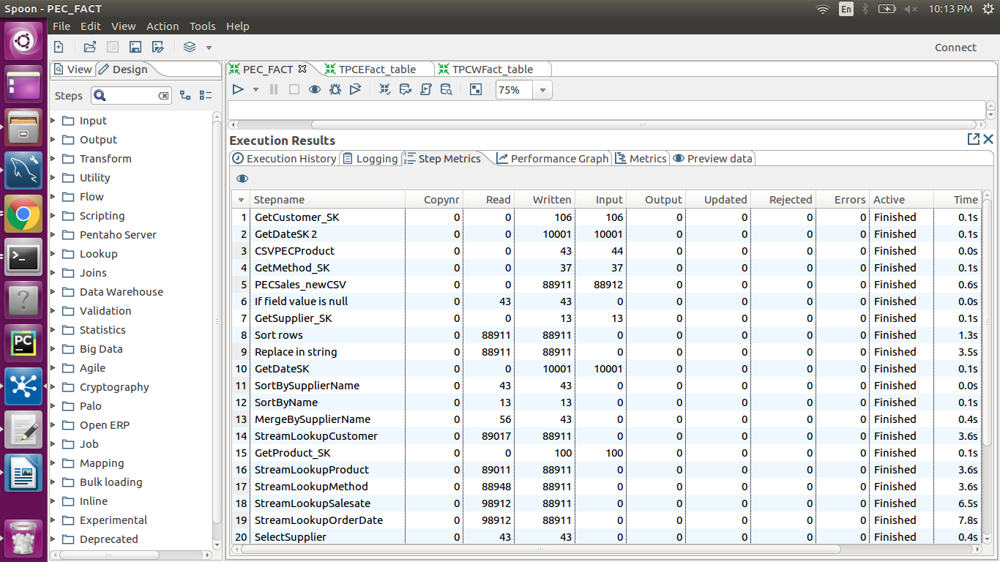 Spoon - PEC_FACT
En
10:13 PM
File Edit View Action Tools Help
Connect
View Design
PEC_FACT TPCEFact_table TPCWFact_table
Steps
75%
Input
Output
Transform
Utility
Flow
Scripting
Pentaho Server
Lookup
Joins
Data Warehouse
Validation
Statistics
Big Data
Agile
Cryptography
Palo
Open ERP
Job
Mapping
Bulk loading
Inline
Experimental
Deprecated
Execution Results
Execution History Logging Step Metrics Performance Graph Metrics Preview data
Stepname Copynr Read Written Input Output Updated Rejected Errors Active Time
1 GetCustomer_SK 0 0 106 106 0 0 0 0 Finished 0.1s
2 GetDateSK 2 0 0 10001 10001 0 0 0 0 Finished 0.1s
3 CSVPECProduct 0 0 43 44 0 0 0 0 Finished 0.0s
4 GetMethod_SK 0 0 37 37 0 0 0 0 Finished 0.1s
5 PECSales_newCSV 0 0 88911 88912 0 0 0 0 Finished 0.6s
6 If field value is null 0 43 43 0 0 0 0 0 Finished 0.0s
7 GetSupplier_SK 0 0 13 13 0 0 0 0 Finished 0.1s
8 Sort rows 0 88911 88911 0 0 0 0 0 Finished 1.3s
9 Replace in string 0 88911 88911 0 0 0 0 0 Finished 3.5s
10 GetDateSK 0 0 10001 10001 0 0 0 0 Finished 0.1s
11 SortBySupplierName 0 43 43 0 0 0 0 0 Finished 0.0s
12 SortByName 0 13 13 0 0 0 0 0 Finished 0.1s
13 MergeBySupplierName 0 56 43 0 0 0 0 0 Finished 0.4s
14 StreamLookupCustomer 0 89017 88911 0 0 0 0 0 Finished 3.6s
15 GetProduct_SK 0 0 100 100 0 0 0 0 Finished 0.1s
16 StreamLookupProduct 0 89011 88911 0 0 0 0 0 Finished 3.6s
17 StreamLookupMethod 0 88948 88911 0 0 0 0 0 Finished 3.6s
18 StreamLookupSalesate 0 98912 88911 0 0 0 0 0 Finished 6.5s
19 StreamLookupOrderDate 0 98912 88911 0 0 0 0 0 Finished 7.8s
20 SelectSupplier 0 43 43 0 0 0 0 0 Finished 0.4s
PC